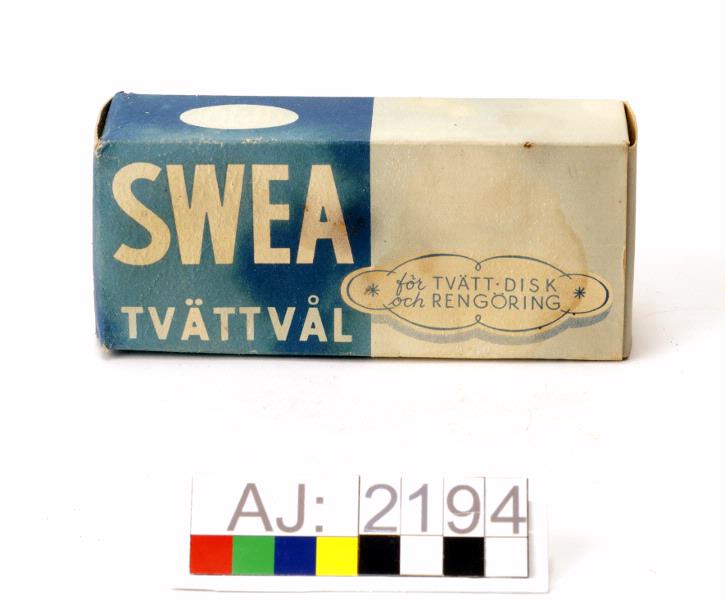 SWEA
TVÄTTVÅL
för TVÄTT·DISK
och RENGÖRING
AJ: 2194